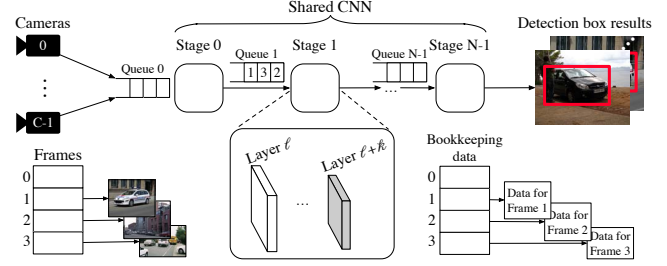 Shared CNN
Cameras
Detection box results
Stage 0
Stage 1
Stage N-1
0
Queue 0
Queue 1
1 3 2
Queue N-1
...
⋮
...
C-1
Frames
0
1
2
3
Layer ℓ
...
Layer ℓ+k
Bookkeeping
data
0
1
2
3
Data for
Frame 1
Data for
Frame 2
Data for
Frame 3